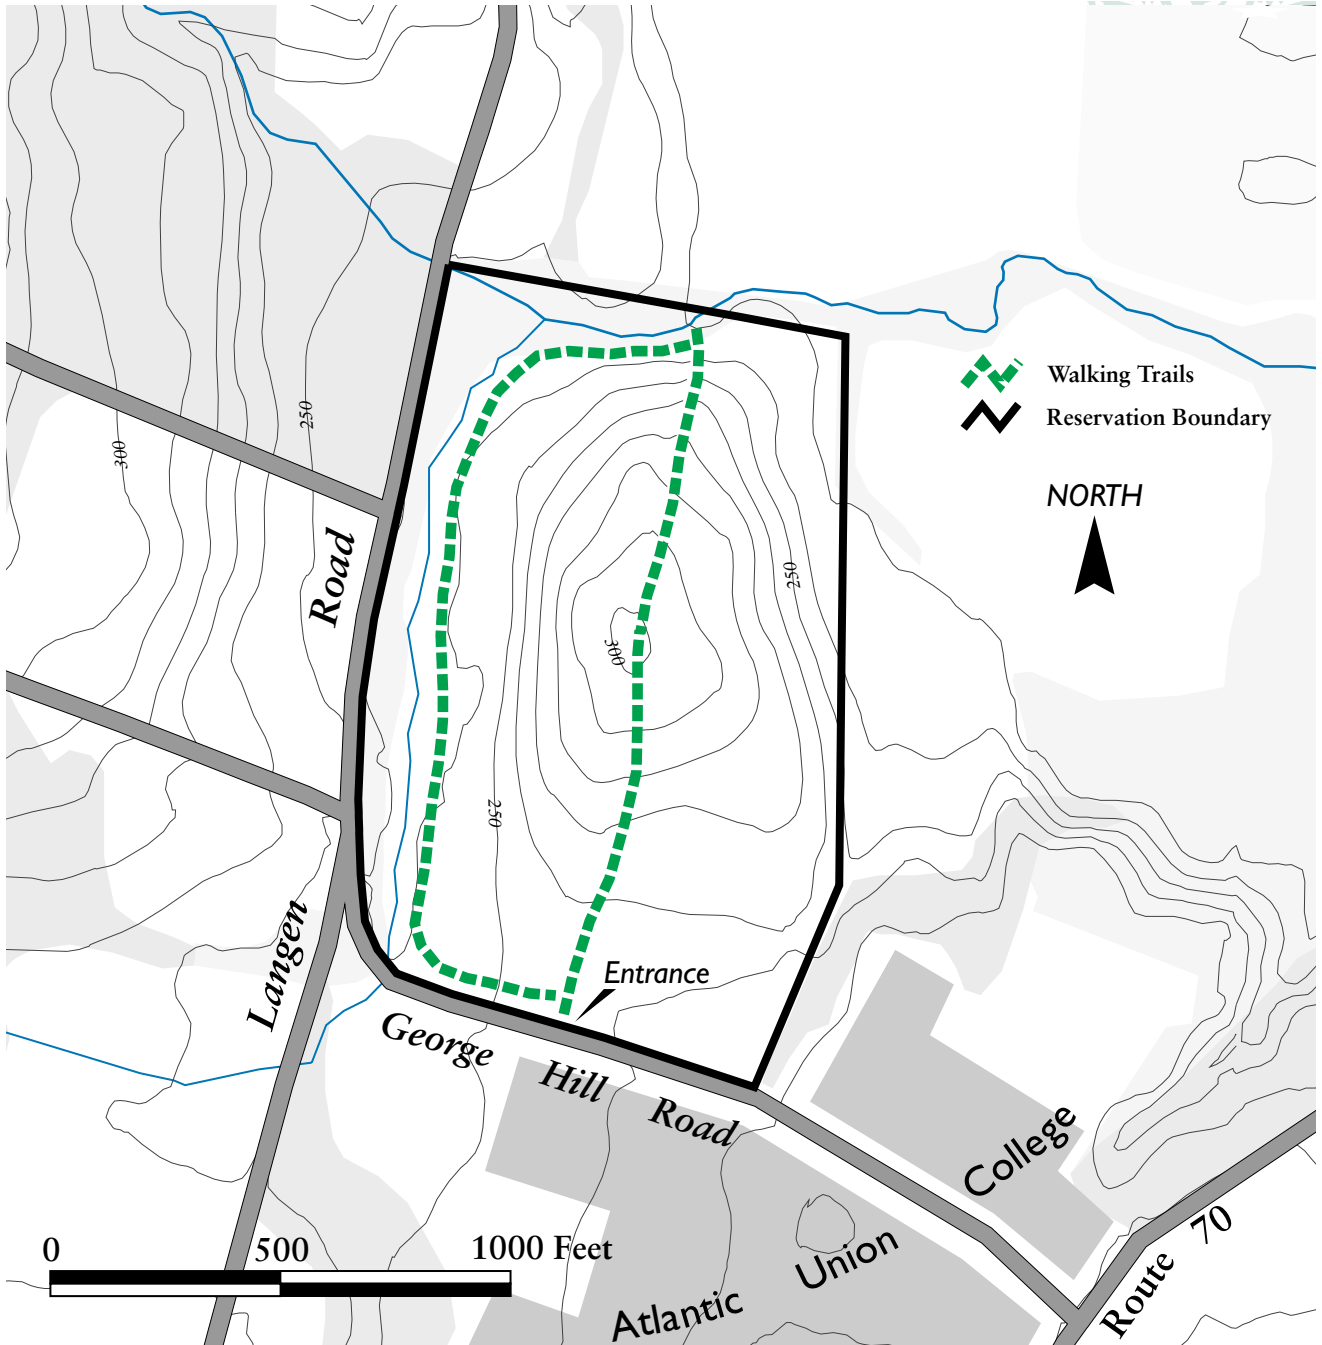 Walking Trails
Reservation Boundary
NORTH
250
300
250
300
250
Road
Langen
Entrance
George Hill Road
College
Union
Atlantic
Route 70
0 500 1000 Feet